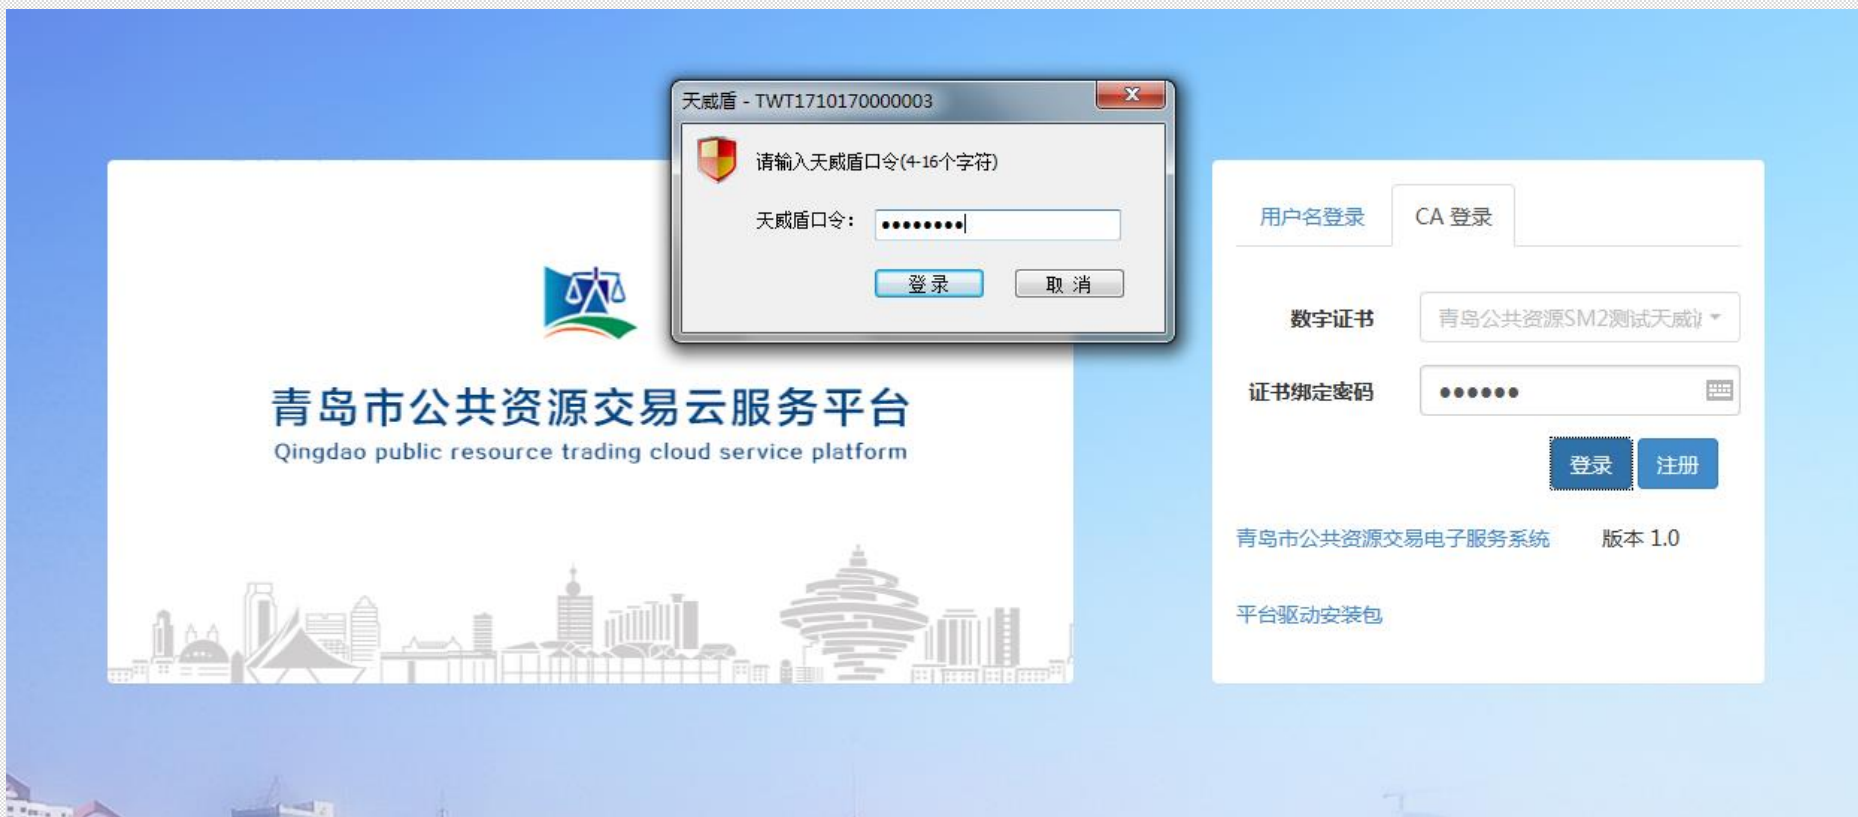 天威盾 - TWT1710170000003
请输入天威盾口令(4-16个字符)
天威盾口令：
登录 取消
青岛市公共资源交易云服务平台
Qingdao public resource trading cloud service platform
用户名登录 CA 登录
数字证书 青岛公共资源SM2测试天威
证书绑定密码
登录 注册
青岛市公共资源交易电子服务系统 版本 1.0
平台驱动安装包